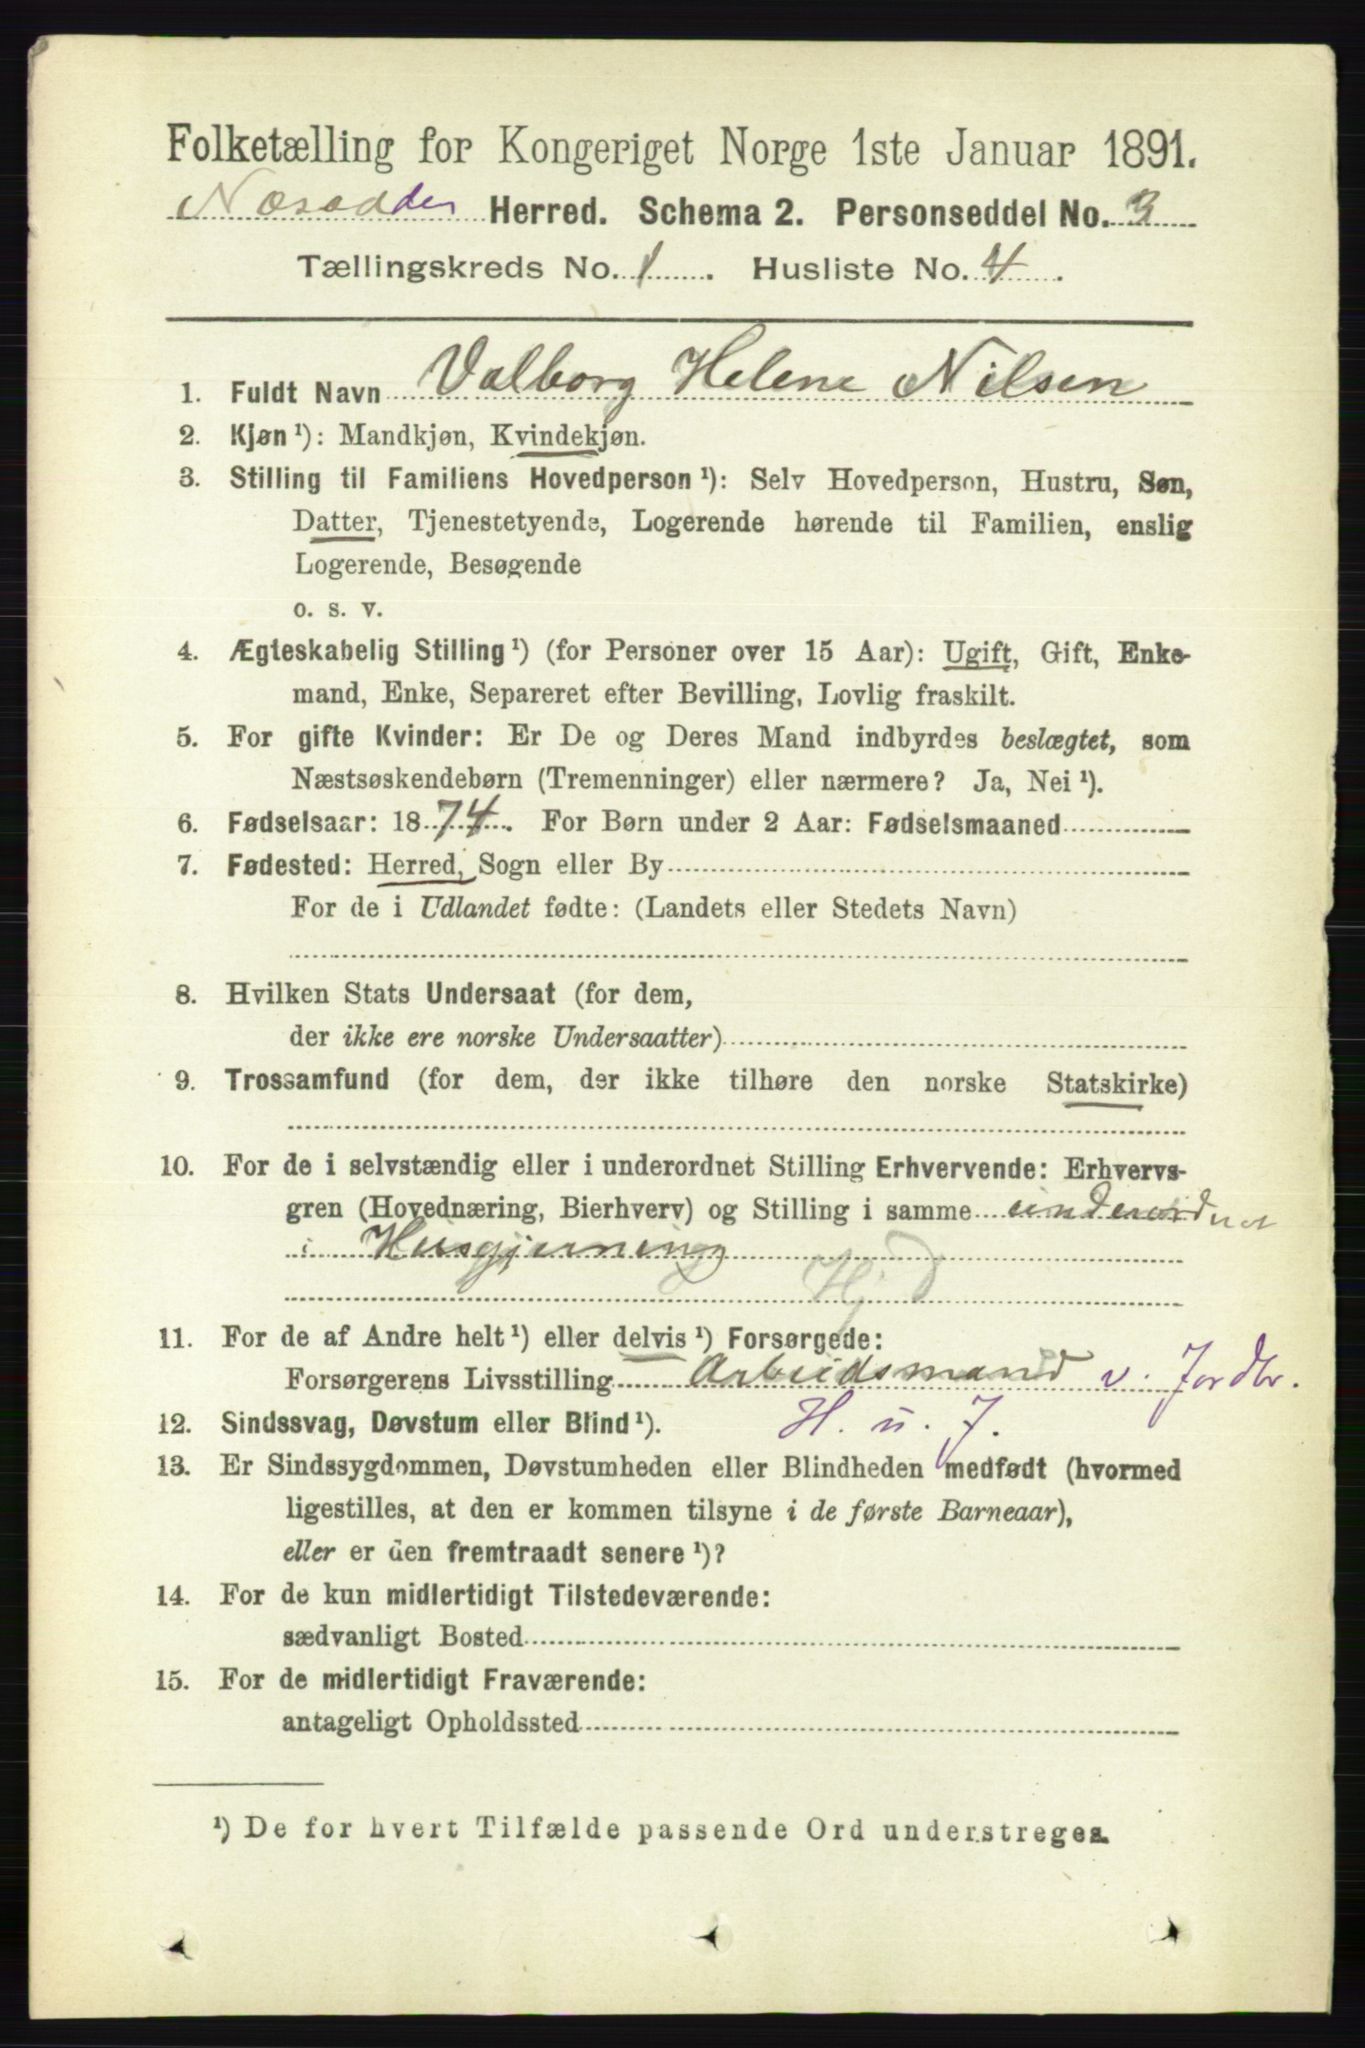 Folketælling for Kongeriget Norge 1ste Januar 1891.
Næsodden Herred. Schema 2. Personseddel No. 3
Tællingskreds No. 1. Husliste No. 4.
1. Fuldt Navn Valborg Helene Nilsen
2. Kjøn ¹): Mandkjøn, Kvindekjøn.
3. Stilling til Familiens Hovedperson ¹): Selv Hovedperson, Hustru, Søn,
Datter, Tjenestetyende, Logerende hørende til Familien, enslig
Logerende, Besøgende
o. s. v.
4. Ægteskabelig Stilling ¹) (for Personer over 15 Aar): Ugift, Gift, Enke-
mand, Enke, Separeret efter Bevilling, Lovlig fraskilt.
5. For gifte Kvinder: Er De og Deres Mand indbyrdes beslægtet, som
Næstsøskendebørn (Tremenninger) eller nærmere? Ja, Nei ¹).
6. Fødselsaar: 1874. For Børn under 2 Aar: Fødselsmaaned
7. Fødested: Herred, Sogn eller By
For de i Udlandet fødte: (Landets eller Stedets Navn)
8. Hvilken Stats Undersaat (for dem,
der ikke ere norske Undersaatter)
9. Trossamfund (for dem, der ikke tilhøre den norske Statskirke)
10. For de i selvstændig eller i underordnet Stilling Erhvervende: Erhvervs-
gren (Hovednæring, Bierhverv) og Stilling i samme underordnet
i Husgjerning
Hj d
11. For de af Andre helt ¹) eller delvis ¹) Forsørgede:
Forsørgerens Livsstilling Arbeidsmand v. Jordbr.
12. Sindssvag, Døvstum eller Blind ¹). H. u. J.
13. Er Sindssygdommen, Døvstumheden eller Blindheden medfødt (hvormed
ligestilles, at den er kommen tilsyne i de første Barneaar),
eller er den fremtraadt senere ¹)?
14. For de kun midlertidigt Tilstedeværende:
sædvanligt Bosted
15. For de midlertidigt Fraværende:
antageligt Opholdssted
¹) De for hvert Tilfælde passende Ord understreges.